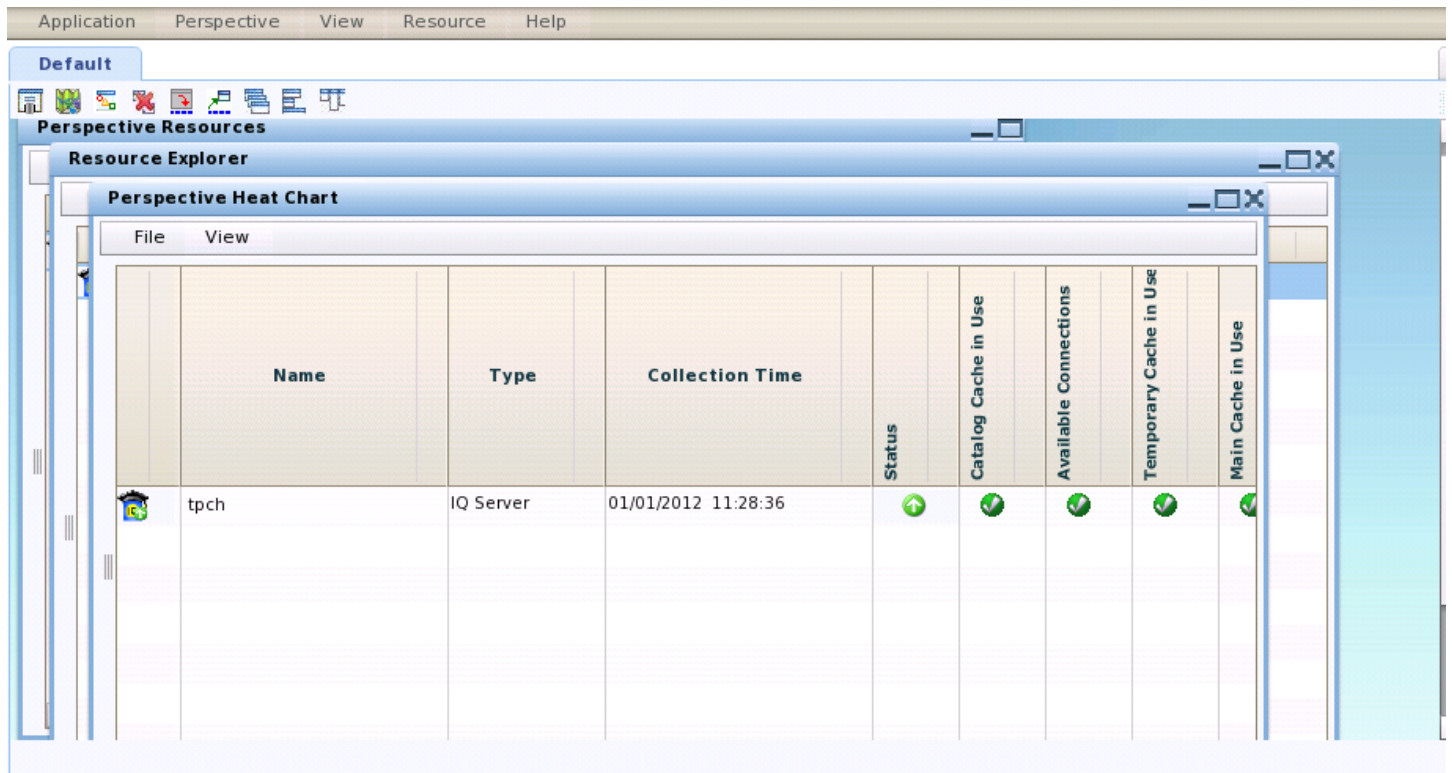 Application Perspective View Resource Help
Default
Perspective Resources
Resource Explorer
Perspective Heat Chart
File View
Name Type Collection Time Status Catalog Cache in Use Available Connections Temporary Cache in Use Main Cache in Use
tpch IQ Server 01/01/2012 11:28:36